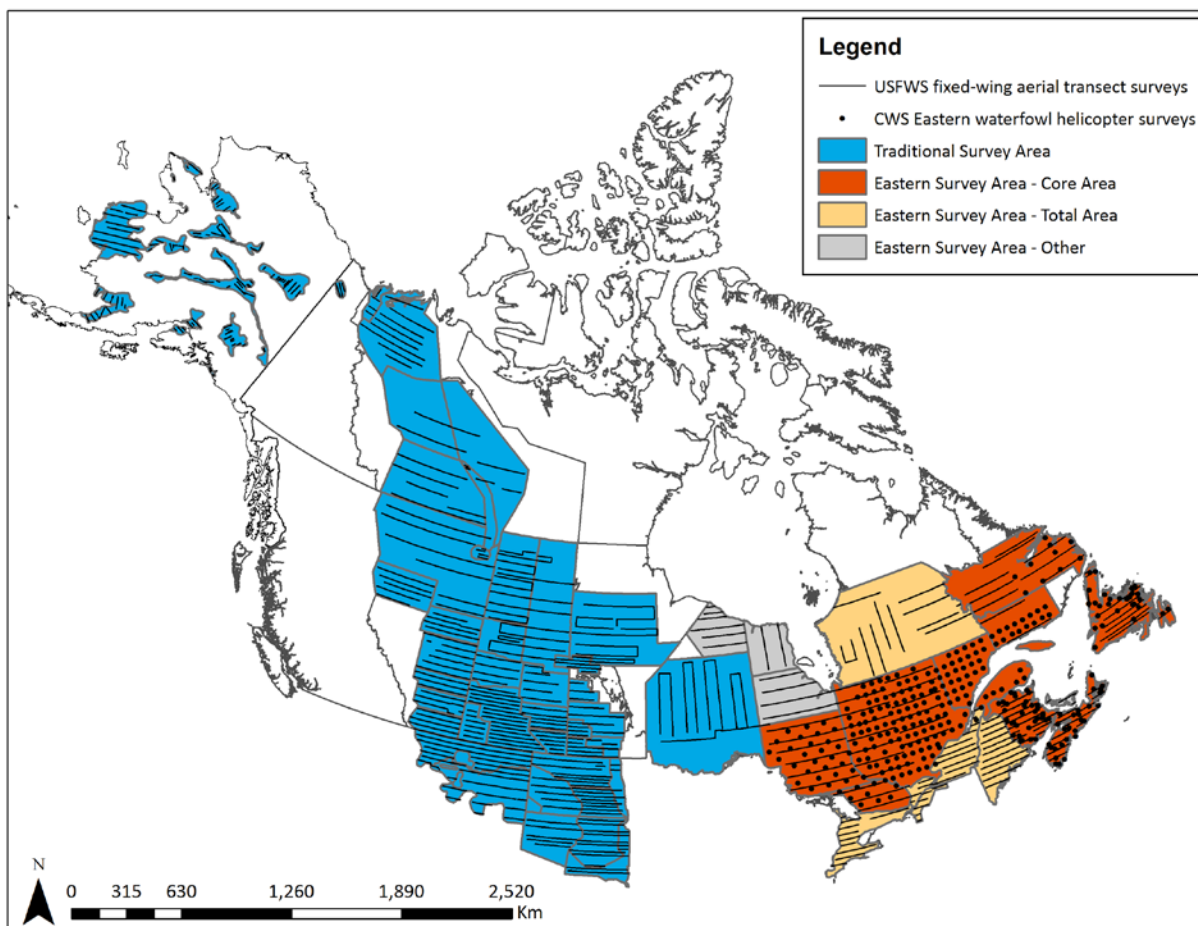 Legend
USFWS fixed-wing aerial transect surveys
CWS Eastern waterfowl helicopter surveys
Traditional Survey Area
Eastern Survey Area - Core Area
Eastern Survey Area - Total Area
Eastern Survey Area - Other
N
0 315 630 1,260 1,890 2,520
Km